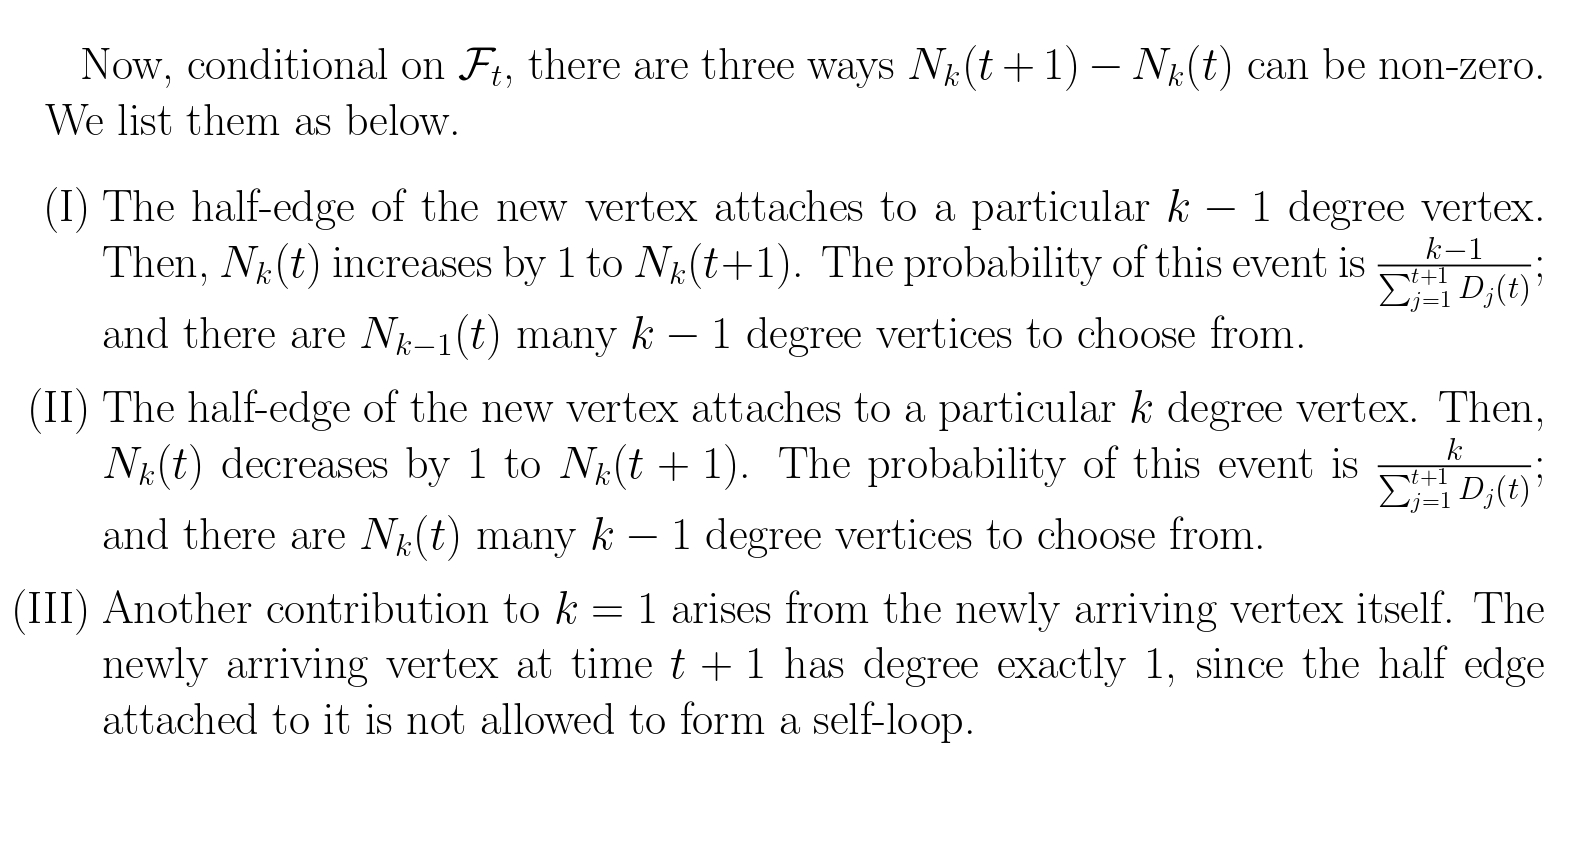 Now, conditional on $\mathcal{F}_t$, there are three ways $N_k(t+1) - N_k(t)$ can be non-zero.
We list them as below.
(I) The half-edge of the new vertex attaches to a particular $k-1$ degree vertex.
Then, $N_k(t)$ increases by 1 to $N_k(t+1)$. The probability of this event is $\frac{k-1}{\sum_{j=1}^{t+1} D_j(t)}$;
and there are $N_{k-1}(t)$ many $k-1$ degree vertices to choose from.
(II) The half-edge of the new vertex attaches to a particular $k$ degree vertex. Then,
$N_k(t)$ decreases by 1 to $N_k(t+1)$. The probability of this event is $\frac{k}{\sum_{j=1}^{t+1} D_j(t)}$;
and there are $N_k(t)$ many $k-1$ degree vertices to choose from.
(III) Another contribution to $k=1$ arises from the newly arriving vertex itself. The
newly arriving vertex at time $t+1$ has degree exactly 1, since the half edge
attached to it is not allowed to form a self-loop.